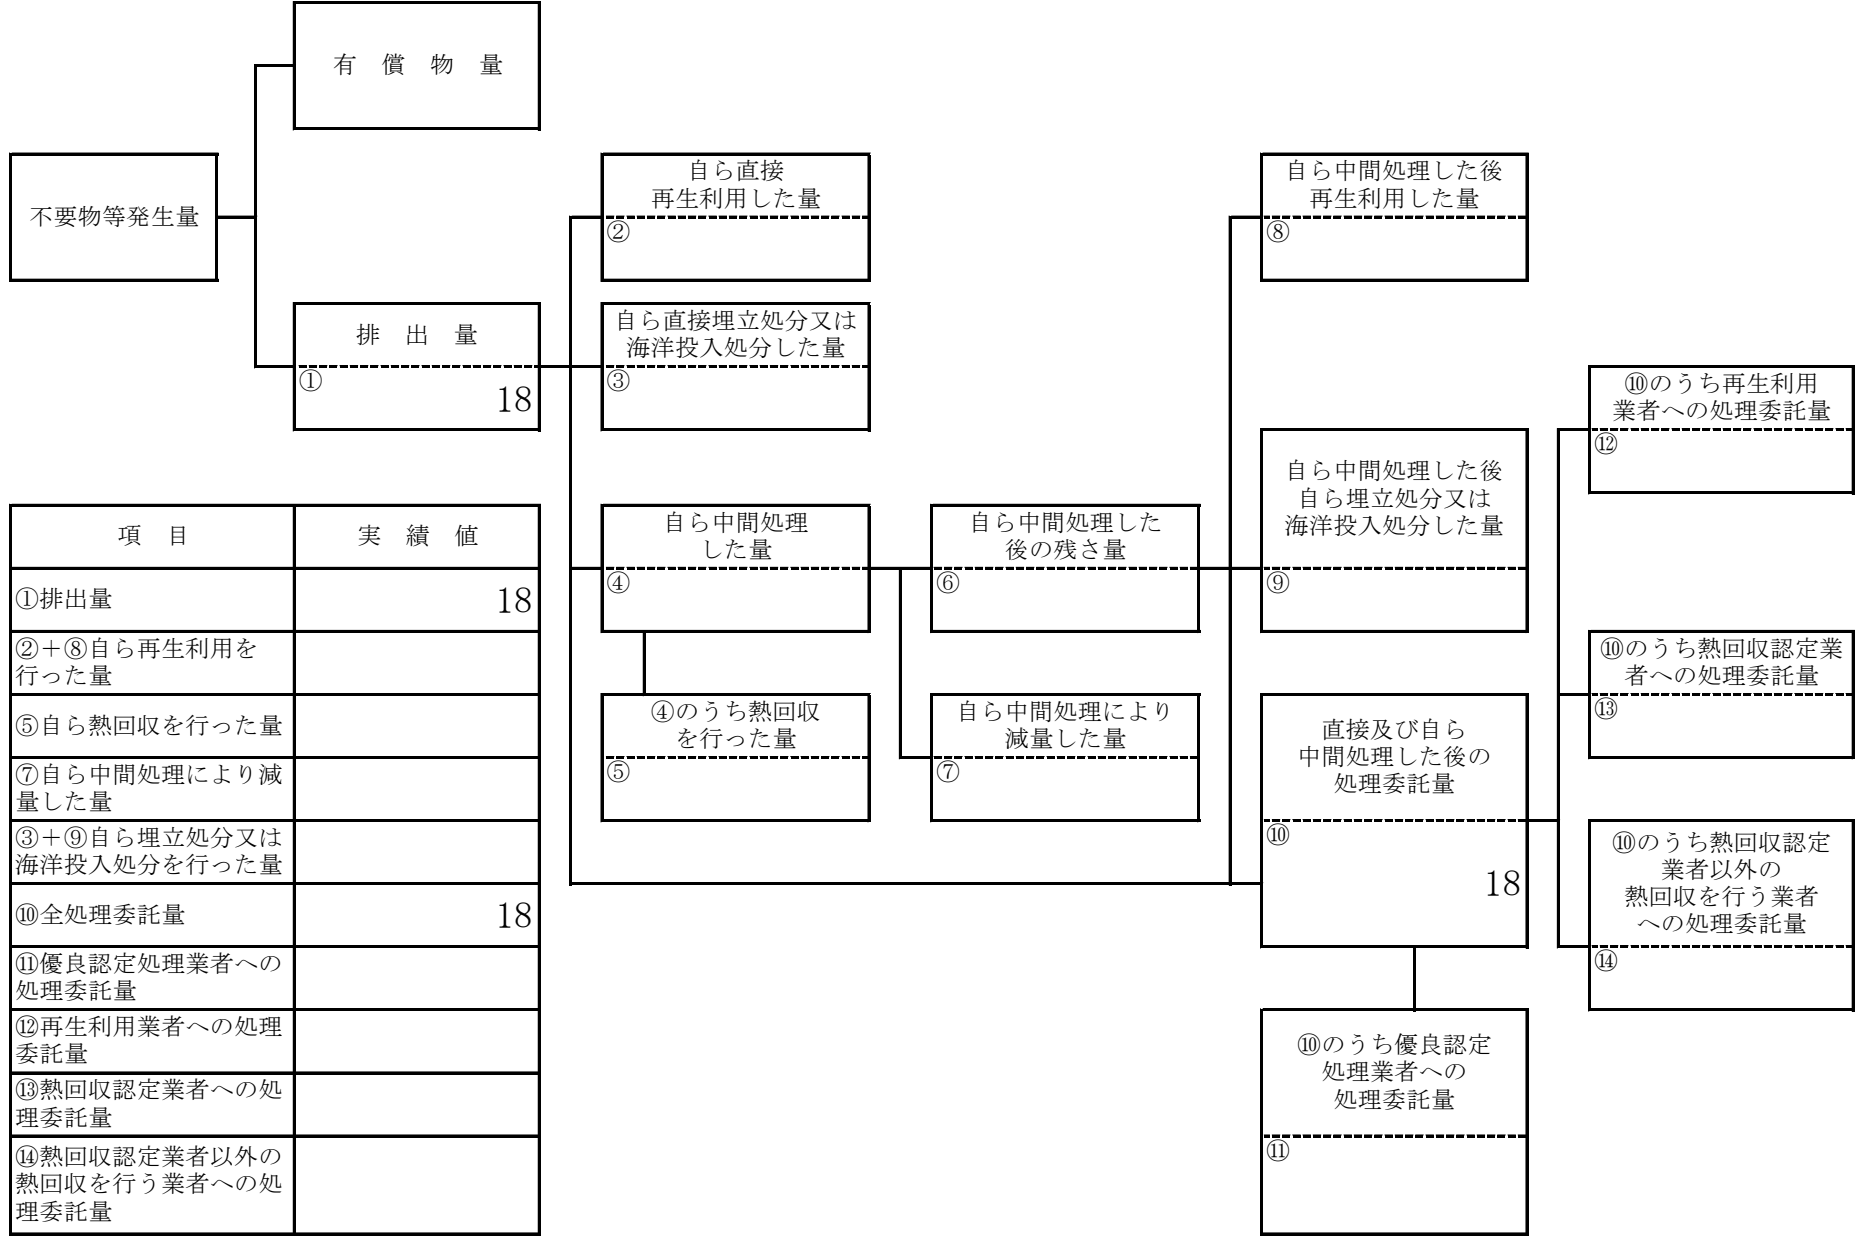 有 償 物 量
不要物等発生量
排 出 量
①
18
自ら直接
再生利用した量
②
自ら直接埋立処分又は
海洋投入処分した量
③
自ら中間処理
した量
④
④のうち熱回収
を行った量
⑤
自ら中間処理した
後の残さ量
⑥
自ら中間処理により
減量した量
⑦
自ら中間処理した後
再生利用した量
⑧
自ら中間処理した後
自ら埋立処分又は
海洋投入処分した量
⑨
直接及び自ら
中間処理した後の
処理委託量
⑩
18
⑩のうち優良認定
処理業者への
処理委託量
⑪
⑩のうち再生利用
業者への処理委託量
⑫
⑩のうち熱回収認定業
者への処理委託量
⑬
⑩のうち熱回収認定
業者以外の
熱回収を行う業者
への処理委託量
⑭
項 目 実 績 値
①排出量 18
②＋⑧自ら再生利用を
行った量
⑤自ら熱回収を行った量
⑦自ら中間処理により減
量した量
③＋⑨自ら埋立処分又は
海洋投入処分を行った量
⑩全処理委託量 18
⑪優良認定処理業者への
処理委託量
⑫再生利用業者への処理
委託量
⑬熱回収認定業者への処
理委託量
⑭熱回収認定業者以外の
熱回収を行う業者への処
理委託量